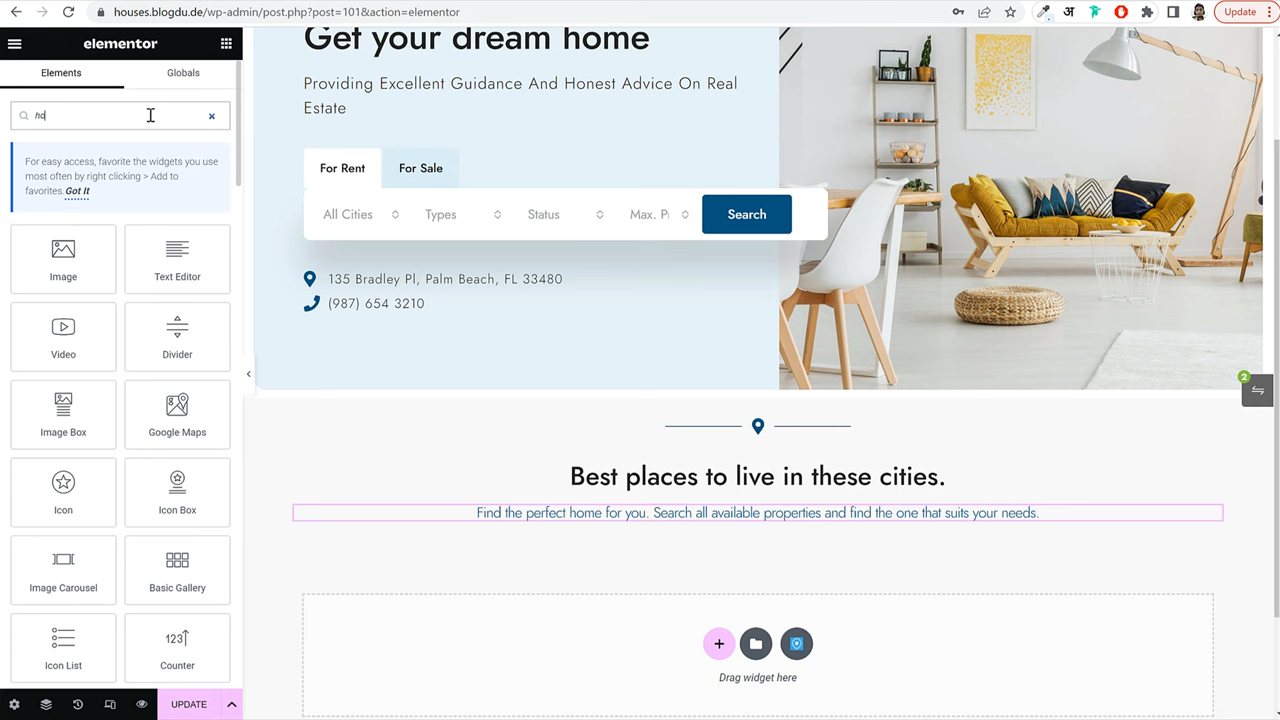 houses.blogdu.de/wp-admin/post.php?post=101&action=elementor
अ
Update
elementor
Elements
Globals
ho
For easy access, favorite the widgets you use
most often by right clicking > Add to
favorites. Got It
Image
Text Editor
Video
Divider
Image Box
Google Maps
Icon
Icon Box
Image Carousel
Basic Gallery
Icon List
123
Counter
UPDATE
Get your dream home
Providing Excellent Guidance And Honest Advice On Real
Estate
For Rent
For Sale
All Cities
Types
Status
Max. P
Search
135 Bradley Pl, Palm Beach, FL 33480
(987) 654 3210
2
Best places to live in these cities.
Find the perfect home for you. Search all available properties and find the one that suits your needs.
Drag widget here